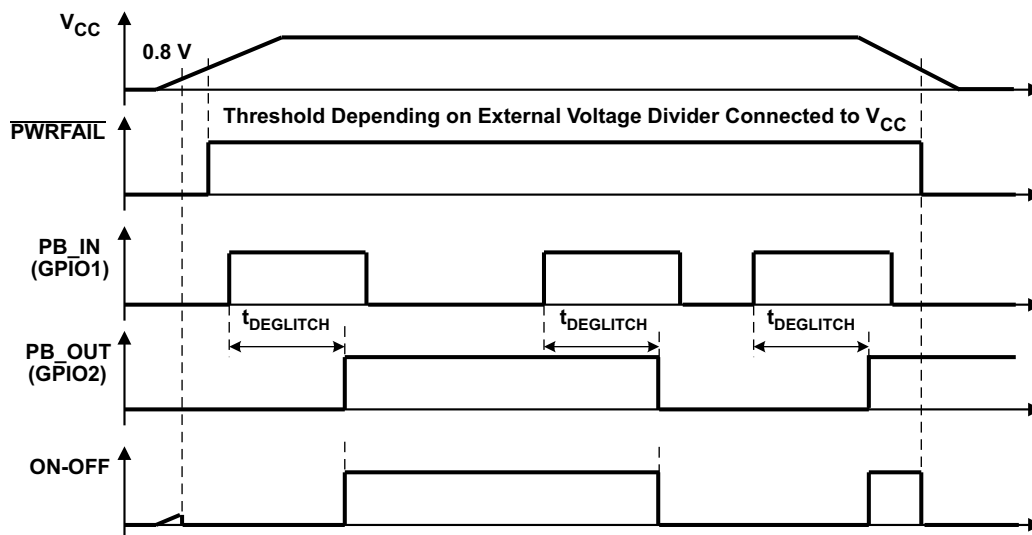 VCC
0.8 V
Threshold Depending on External Voltage Divider Connected to VCC
PWRFAIL
PB_IN
(GPIO1)
tDEGLITCH tDEGLITCH tDEGLITCH
PB_OUT
(GPIO2)
ON-OFF